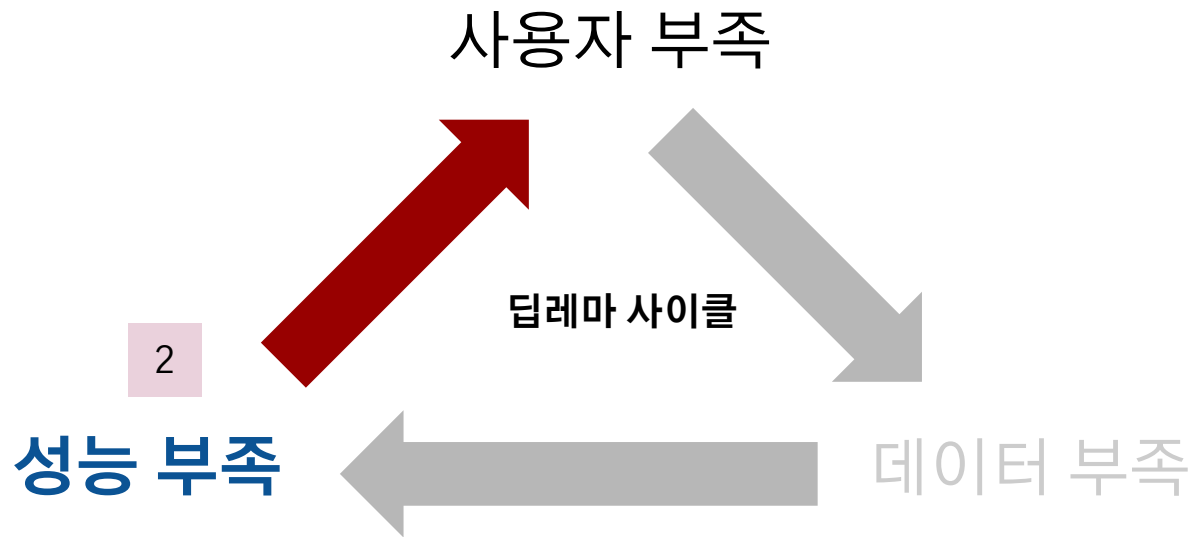 사용자 부족
딥레마 사이클
2
성능 부족
데이터 부족